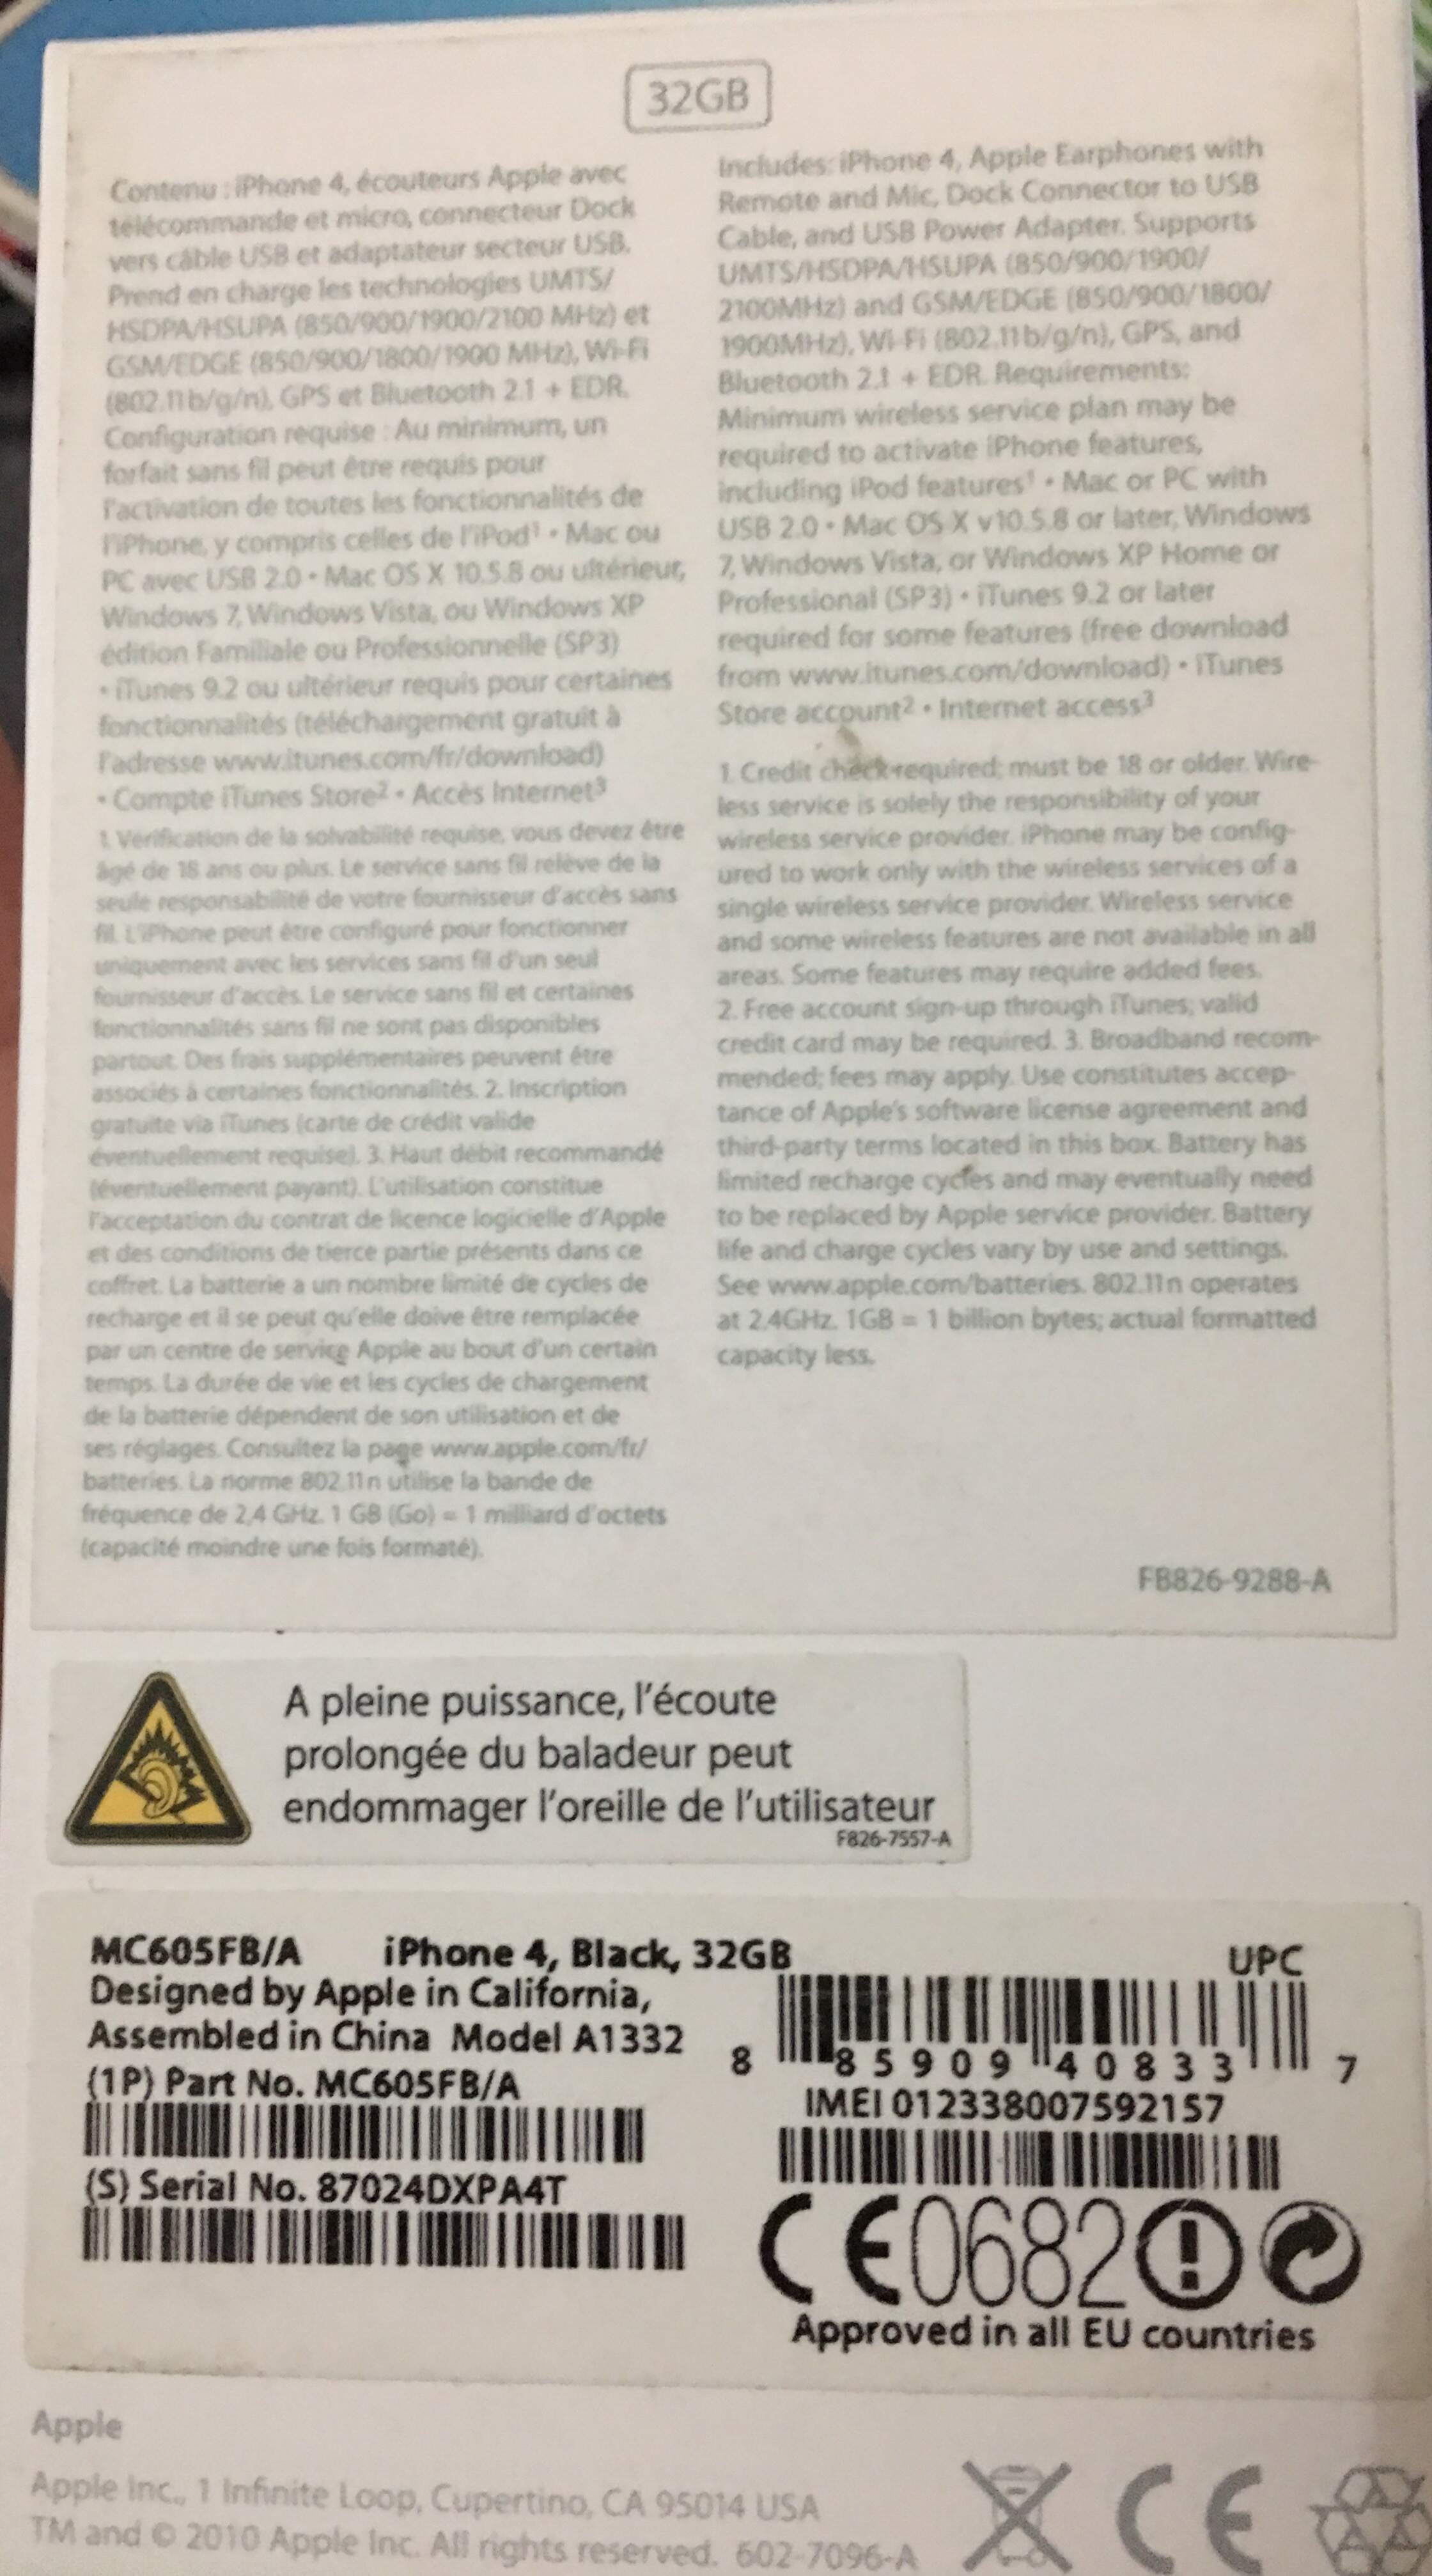 32GB
Contenu : iPhone 4, écouteurs Apple avec
télécommande et micro, connecteur Dock
vers câble USB et adaptateur secteur USB.
Prend en charge les technologies UMTS/
HSDPA/HSUPA (850/900/1900/2100 MHz) et
GSM/EDGE (850/900/1800/1900 MHz), Wi-Fi
(802.11b/g/n), GPS et Bluetooth 2.1 + EDR.
Configuration requise : Au minimum, un
forfait sans fil peut être requis pour
l'activation de toutes les fonctionnalités de
l'iPhone, y compris celles de l'iPod¹ • Mac ou
PC avec USB 2.0 • Mac OS X 10.5.8 ou ultérieur,
Windows 7, Windows Vista, ou Windows XP
édition Familiale ou Professionnelle (SP3)
• iTunes 9.2 ou ultérieur requis pour certaines
fonctionnalités (téléchargement gratuit à
l'adresse www.itunes.com/fr/download)
• Compte iTunes Store² • Accès Internet³
1. Vérification de la solvabilité requise, vous devez être
âgé de 18 ans ou plus. Le service sans fil relève de la
seule responsabilité de votre fournisseur d'accès sans
fil. L'iPhone peut être configuré pour fonctionner
uniquement avec les services sans fil d'un seul
fournisseur d'accès. Le service sans fil et certaines
fonctionnalités sans fil ne sont pas disponibles
partout. Des frais supplémentaires peuvent être
associés à certaines fonctionnalités. 2. Inscription
gratuite via iTunes (carte de crédit valide
éventuellement requise). 3. Haut débit recommandé
(éventuellement payant). L'utilisation constitue
l'acceptation du contrat de licence logicielle d'Apple
et des conditions de tierce partie présents dans ce
coffret. La batterie a un nombre limité de cycles de
recharge et il se peut qu'elle doive être remplacée
par un centre de service Apple au bout d'un certain
temps. La durée de vie et les cycles de chargement
de la batterie dépendent de son utilisation et de
ses réglages. Consultez la page www.apple.com/fr/
batteries. La norme 802.11n utilise la bande de
fréquence de 2,4 GHz. 1 GB (Go) = 1 milliard d'octets
(capacité moindre une fois formaté).
Includes: iPhone 4, Apple Earphones with
Remote and Mic, Dock Connector to USB
Cable, and USB Power Adapter. Supports
UMTS/HSDPA/HSUPA (850/900/1900/
2100MHz) and GSM/EDGE (850/900/1800/
1900MHz), Wi-Fi (802.11b/g/n), GPS, and
Bluetooth 2.1 + EDR. Requirements:
Minimum wireless service plan may be
required to activate iPhone features,
including iPod features¹ • Mac or PC with
USB 2.0 • Mac OS X v10.5.8 or later, Windows
7, Windows Vista, or Windows XP Home or
Professional (SP3) • iTunes 9.2 or later
required for some features (free download
from www.itunes.com/download) • iTunes
Store account² • Internet access³
1. Credit check required; must be 18 or older. Wire-
less service is solely the responsibility of your
wireless service provider. iPhone may be config-
ured to work only with the wireless services of a
single wireless service provider. Wireless service
and some wireless features are not available in all
areas. Some features may require added fees.
2. Free account sign-up through iTunes; valid
credit card may be required. 3. Broadband recom-
mended; fees may apply. Use constitutes accep-
tance of Apple's software license agreement and
third-party terms located in this box. Battery has
limited recharge cycles and may eventually need
to be replaced by Apple service provider. Battery
life and charge cycles vary by use and settings.
See www.apple.com/batteries. 802.11n operates
at 2.4GHz. 1GB = 1 billion bytes; actual formatted
capacity less.
FB826-9288-A
A pleine puissance, l'écoute
prolongée du baladeur peut
endommager l'oreille de l'utilisateur
F826-7557-A
MC605FB/A iPhone 4, Black, 32GB
Designed by Apple in California,
Assembled in China Model A1332
(1P) Part No. MC605FB/A
(S) Serial No. 87024DXPA4T
UPC
8 85909 40833 7
IMEI 012338007592157
CE0682
Approved in all EU countries
Apple
Apple Inc., 1 Infinite Loop, Cupertino, CA 95014 USA
TM and © 2010 Apple Inc. All rights reserved. 602-7096-A
CE